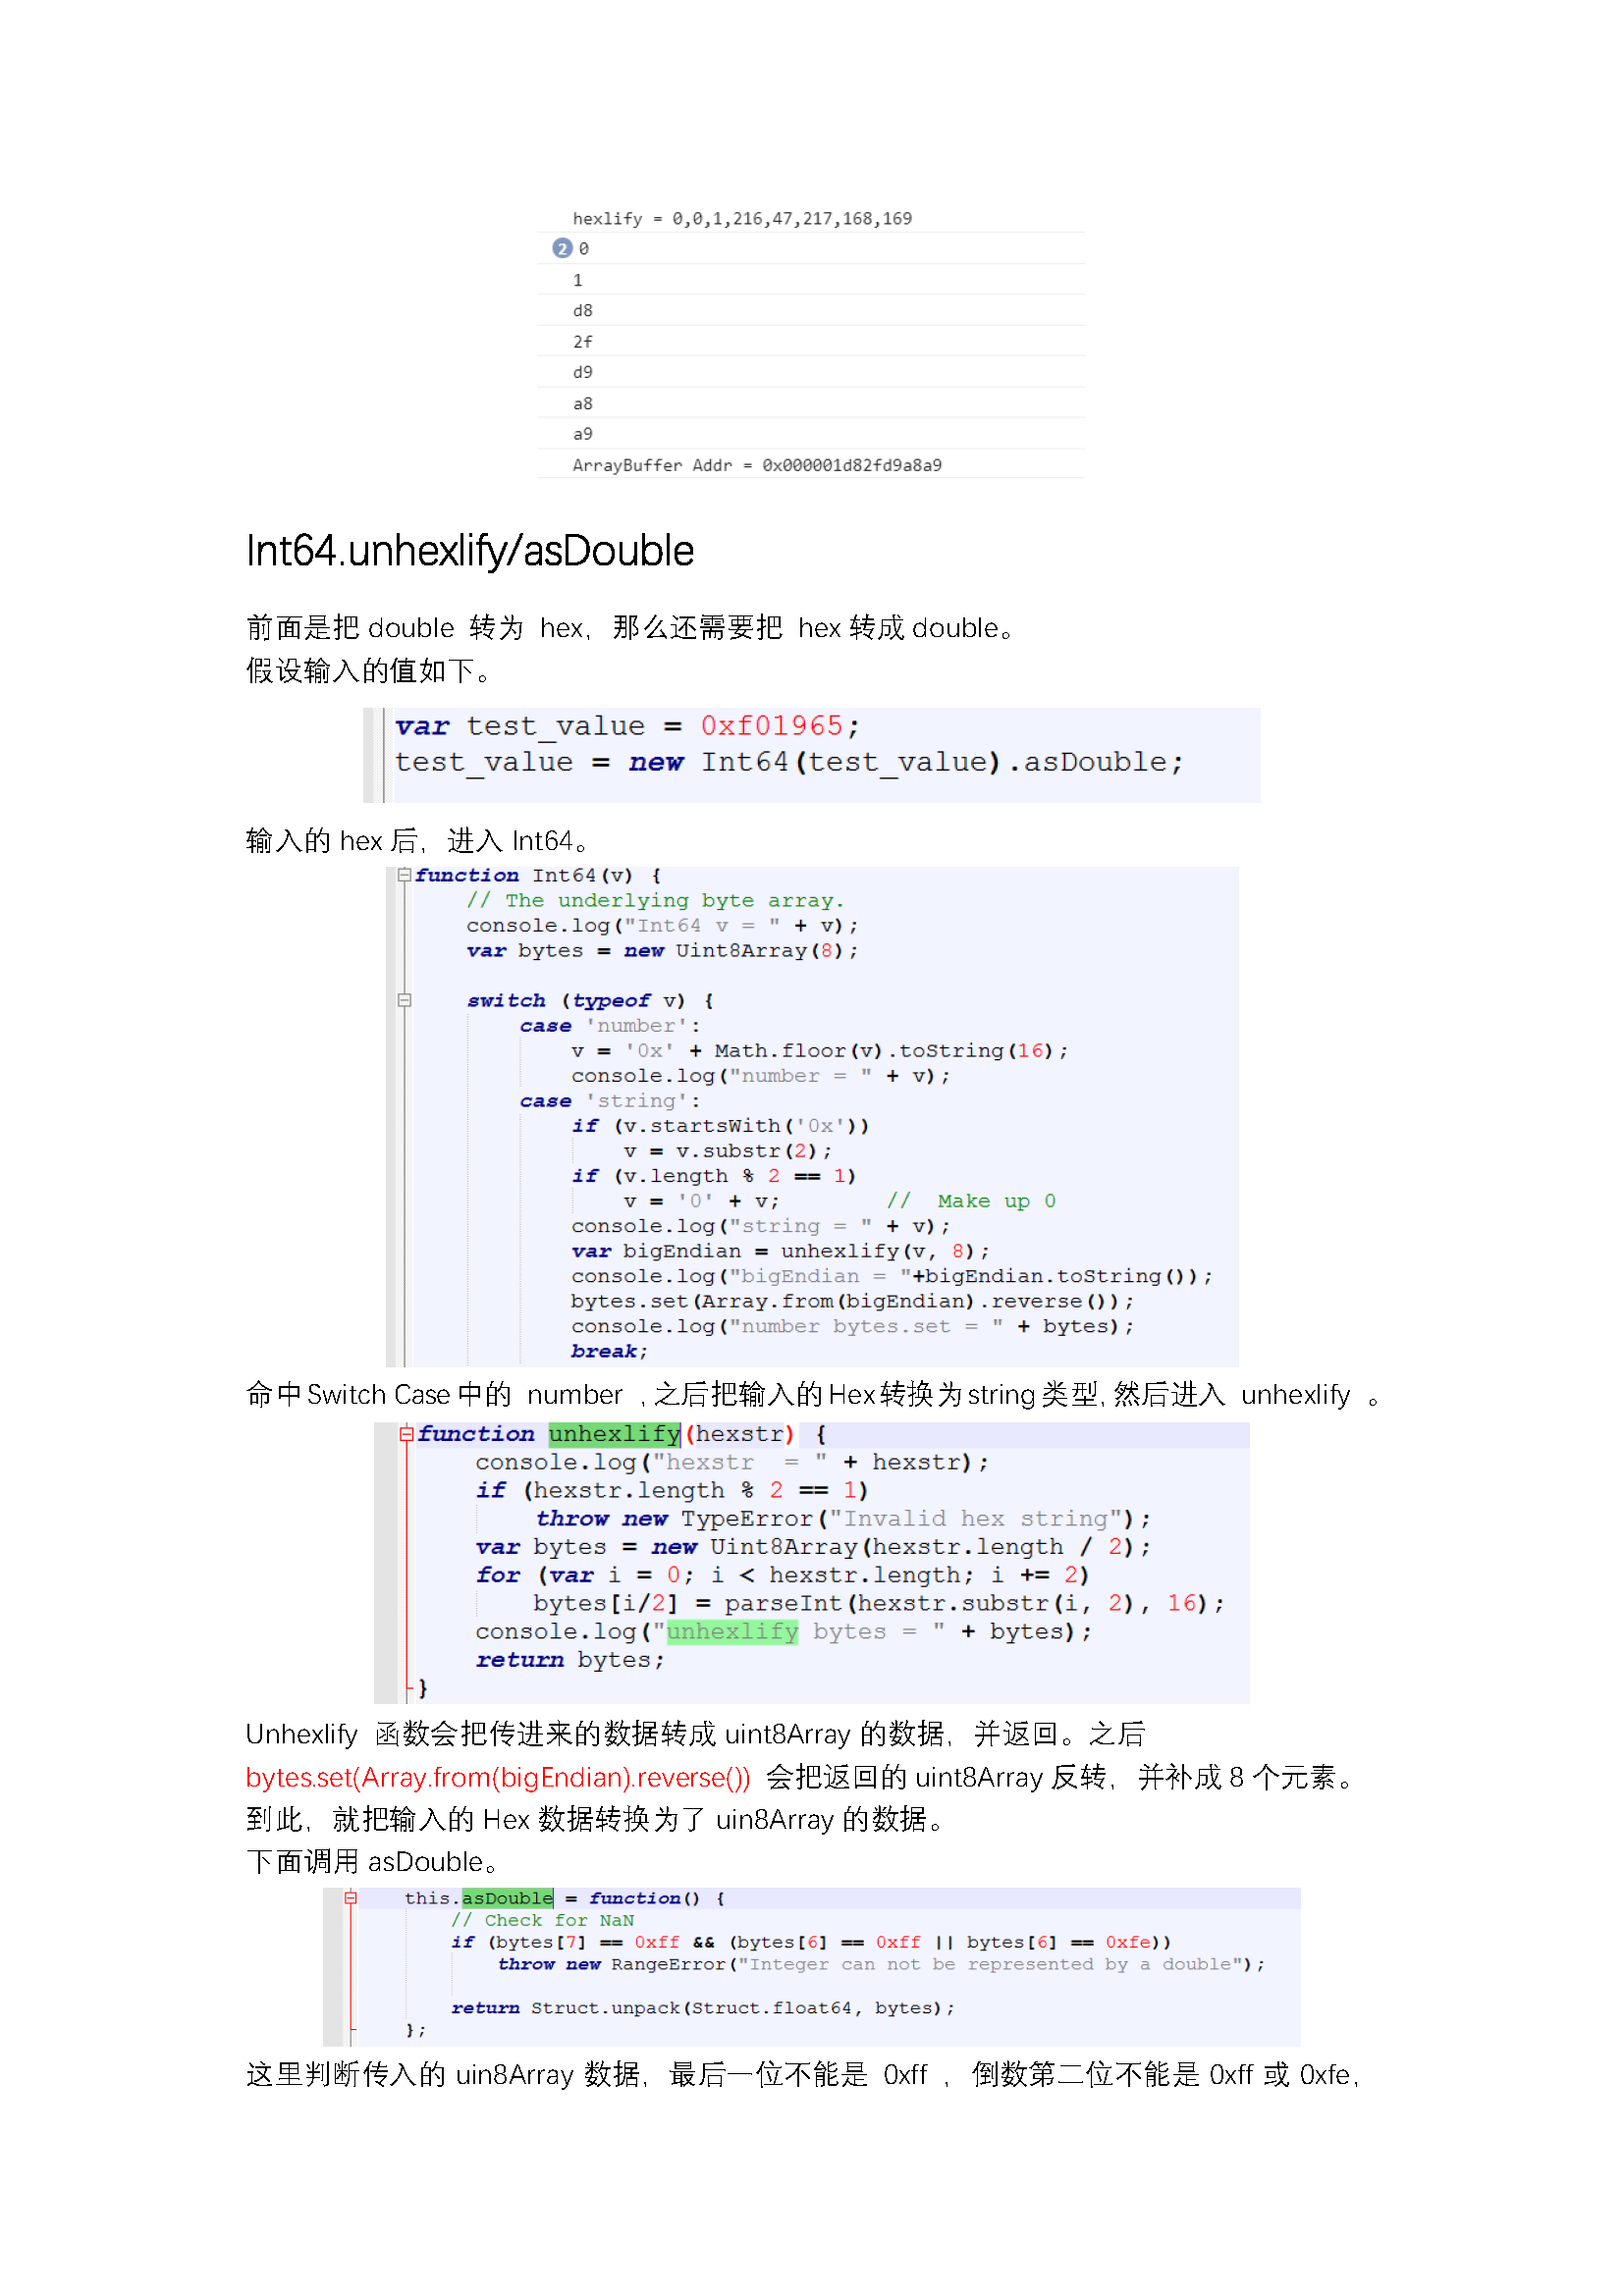 hexlify = 0,0,1,216,47,217,168,169
2 0
1
d8
2f
d9
a8
a9
ArrayBuffer Addr = 0x000001d82fd9a8a9
Int64.unhexlify/asDouble
前面是把 double 转为 hex，那么还需要把 hex 转成 double。
假设输入的值如下。
var test_value = 0xf01965;
test_value = new Int64(test_value).asDouble;
输入的 hex 后，进入 Int64。
function Int64(v) {
// The underlying byte array.
console.log("Int64 v = " + v);
var bytes = new Uint8Array(8);
switch (typeof v) {
case 'number':
v = '0x' + Math.floor(v).toString(16);
console.log("number = " + v);
case 'string':
if (v.startsWith('0x'))
v = v.substr(2);
if (v.length % 2 == 1)
v = '0' + v; // Make up 0
console.log("string = " + v);
var bigEndian = unhexlify(v, 8);
console.log("bigEndian = "+bigEndian.toString());
bytes.set(Array.from(bigEndian).reverse());
console.log("number bytes.set = " + bytes);
break;
命中 Switch Case 中的 number ,之后把输入的 Hex 转换为 string 类型,然后进入 unhexlify 。
function unhexlify(hexstr) {
console.log("hexstr  = " + hexstr);
if (hexstr.length % 2 == 1)
throw new TypeError("Invalid hex string");
var bytes = new Uint8Array(hexstr.length / 2);
for (var i = 0; i < hexstr.length; i += 2)
bytes[i/2] = parseInt(hexstr.substr(i, 2), 16);
console.log("unhexlify bytes = " + bytes);
return bytes;
}
Unhexlify 函数会把传进来的数据转成 uint8Array 的数据，并返回。之后
bytes.set(Array.from(bigEndian).reverse()) 会把返回的 uint8Array 反转，并补成 8 个元素。
到此，就把输入的 Hex 数据转换为了 uin8Array 的数据。
下面调用 asDouble。
this.asDouble = function() {
// Check for NaN
if (bytes[7] == 0xff && (bytes[6] == 0xff || bytes[6] == 0xfe))
throw new RangeError("Integer can not be represented by a double");
return Struct.unpack(Struct.float64, bytes);
};
这里判断传入的 uin8Array 数据，最后一位不能是 0xff ，倒数第二位不能是 0xff 或 0xfe，